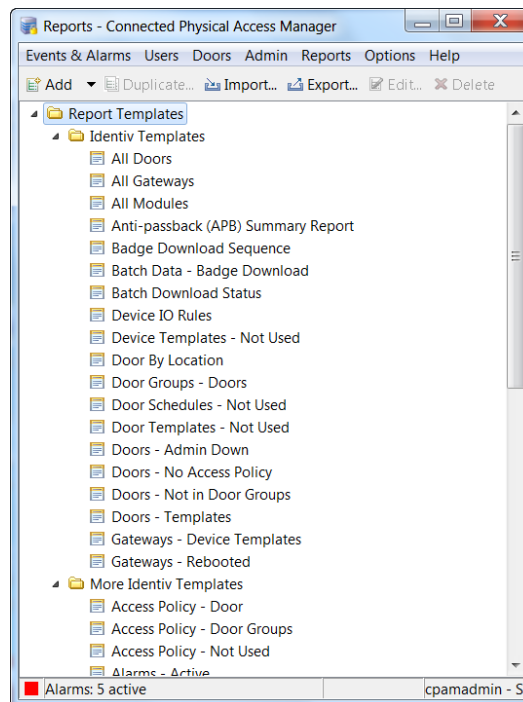 Reports - Connected Physical Access Manager
Events & Alarms Users Doors Admin Reports Options Help
Add Duplicate... Import... Export... Edit... Delete
Report Templates
Identiv Templates
All Doors
All Gateways
All Modules
Anti-passback (APB) Summary Report
Badge Download Sequence
Batch Data - Badge Download
Batch Download Status
Device IO Rules
Device Templates - Not Used
Door By Location
Door Groups - Doors
Door Schedules - Not Used
Door Templates - Not Used
Doors - Admin Down
Doors - No Access Policy
Doors - Not in Door Groups
Doors - Templates
Gateways - Device Templates
Gateways - Rebooted
More Identiv Templates
Access Policy - Door
Access Policy - Door Groups
Access Policy - Not Used
Alarms - Active
Alarms: 5 active cpamadmin - S